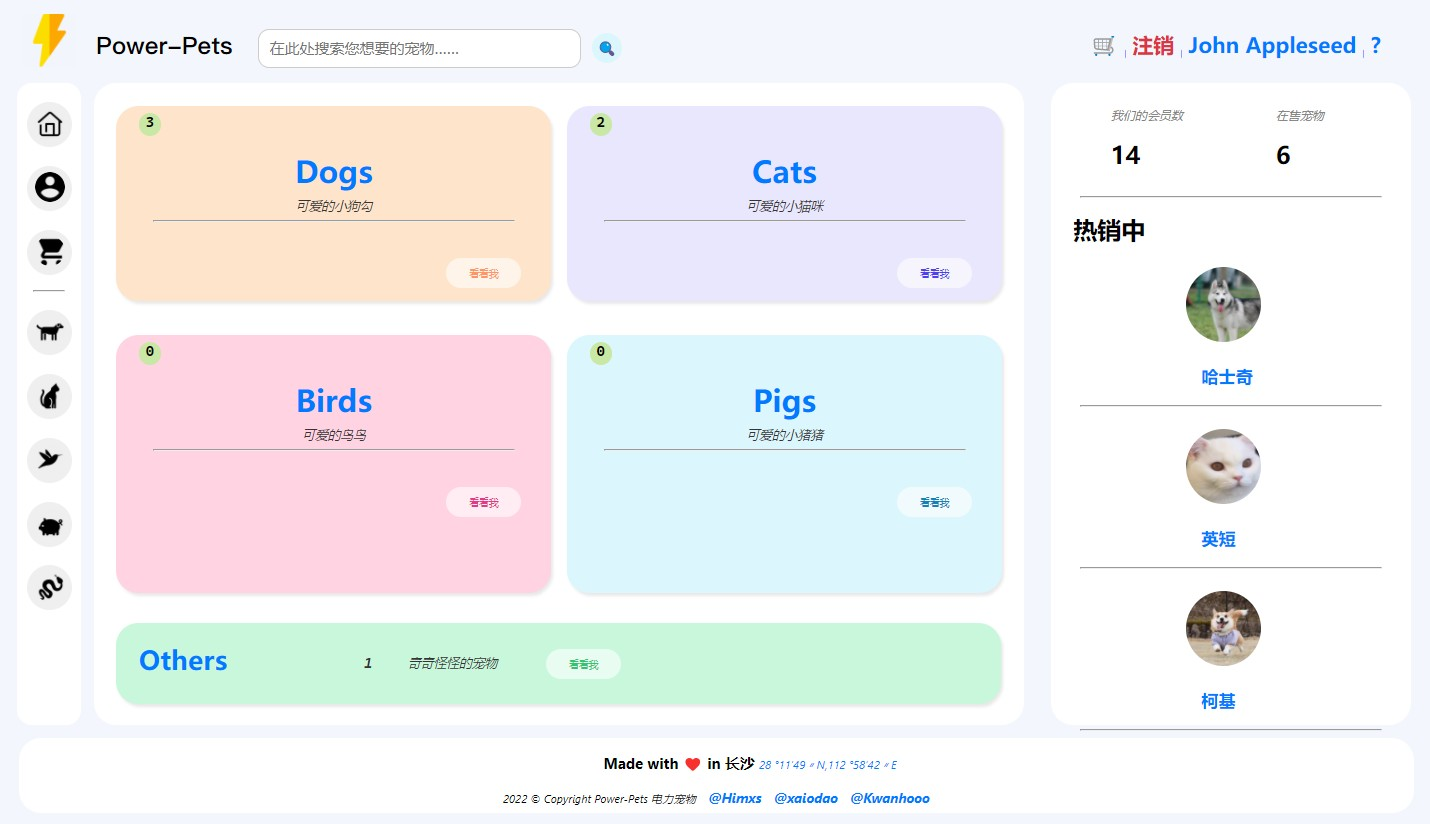 Power-Pets
在此处搜索您想要的宠物......
注销 John Appleseed ?
3
Dogs
可爱的小狗勾
看看我
2
Cats
可爱的小猫咪
看看我
0
Birds
可爱的鸟鸟
看看我
0
Pigs
可爱的小猪猪
看看我
Others 1 奇奇怪怪的宠物 看看我
我们的会员数 在售宠物
14 6
热销中
哈士奇
英短
柯基
Made with ❤️ in 长沙 28 °11'49 ″ N,112 °58'42 ″ E
2022 © Copyright Power-Pets 电力宠物 @Himxs @xaiodao @Kwanhooo